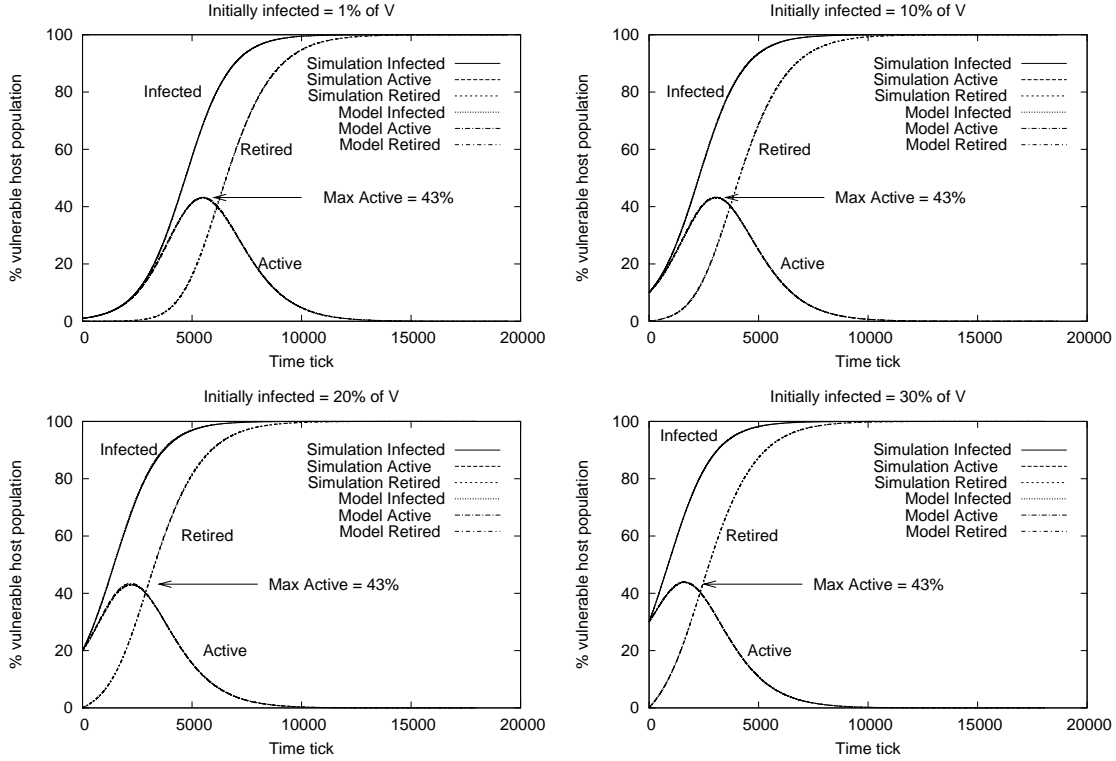 Initially infected = 1% of V
% vulnerable host population
100
80
60
40
20
0
Infected
Retired
Max Active = 43%
Active
Simulation Infected
Simulation Active
Simulation Retired
Model Infected
Model Active
Model Retired
0 5000 10000 15000 20000
Time tick
Initially infected = 10% of V
% vulnerable host population
100
80
60
40
20
0
Infected
Retired
Max Active = 43%
Active
Simulation Infected
Simulation Active
Simulation Retired
Model Infected
Model Active
Model Retired
0 5000 10000 15000 20000
Time tick
Initially infected = 20% of V
% vulnerable host population
100
80
60
40
20
0
Infected
Retired
Max Active = 43%
Active
Simulation Infected
Simulation Active
Simulation Retired
Model Infected
Model Active
Model Retired
0 5000 10000 15000 20000
Time tick
Initially infected = 30% of V
% vulnerable host population
100
80
60
40
20
0
Infected
Retired
Max Active = 43%
Active
Simulation Infected
Simulation Active
Simulation Retired
Model Infected
Model Active
Model Retired
0 5000 10000 15000 20000
Time tick